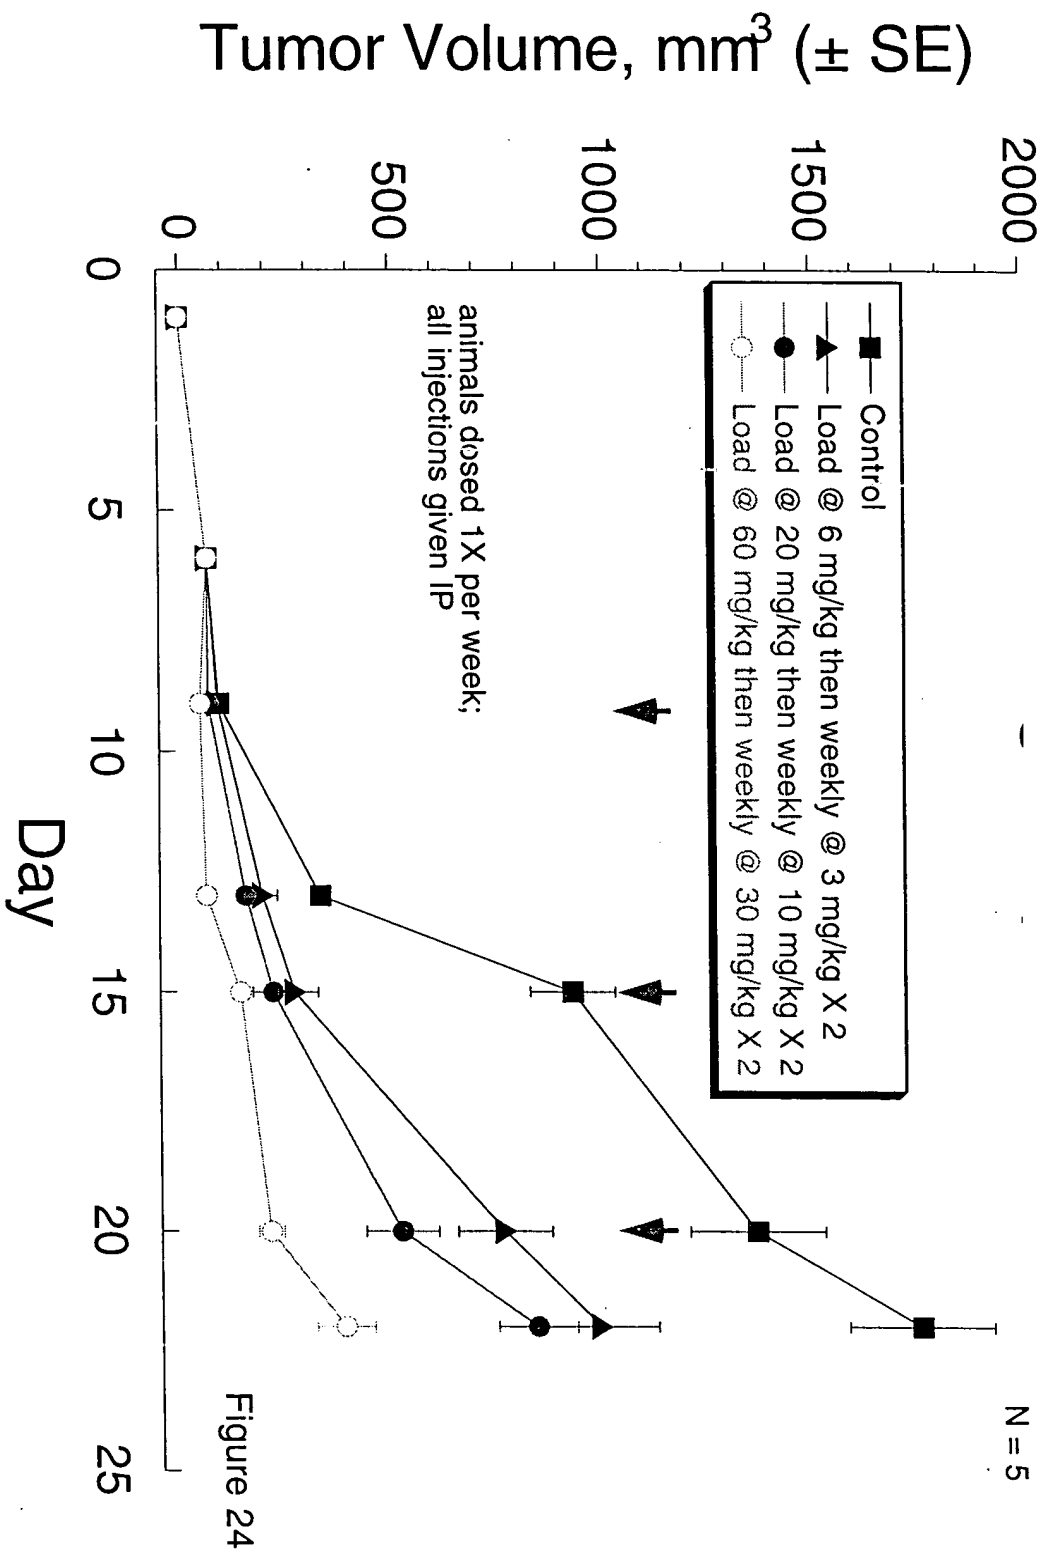 Tumor Volume, mm³ (± SE)
2000
1500
1000
500
0
Control
Load @ 6 mg/kg then weekly @ 3 mg/kg X 2
Load @ 20 mg/kg then weekly @ 10 mg/kg X 2
Load @ 60 mg/kg then weekly @ 30 mg/kg X 2
N = 5
animals dosed 1X per week;
all injections given IP
0
5
10
15
20
25
Day
Figure 24